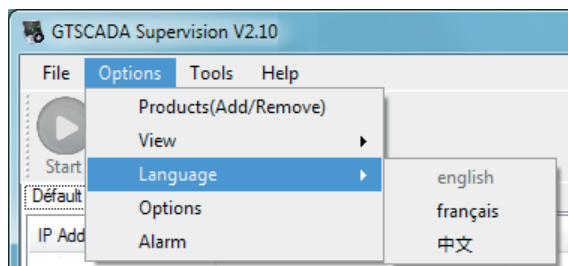 GTSCADA Supervision V2.10
File Options Tools Help
Products(Add/Remove)
View
Start
Language
english
Défault
Options
français
IP Add
Alarm
中文